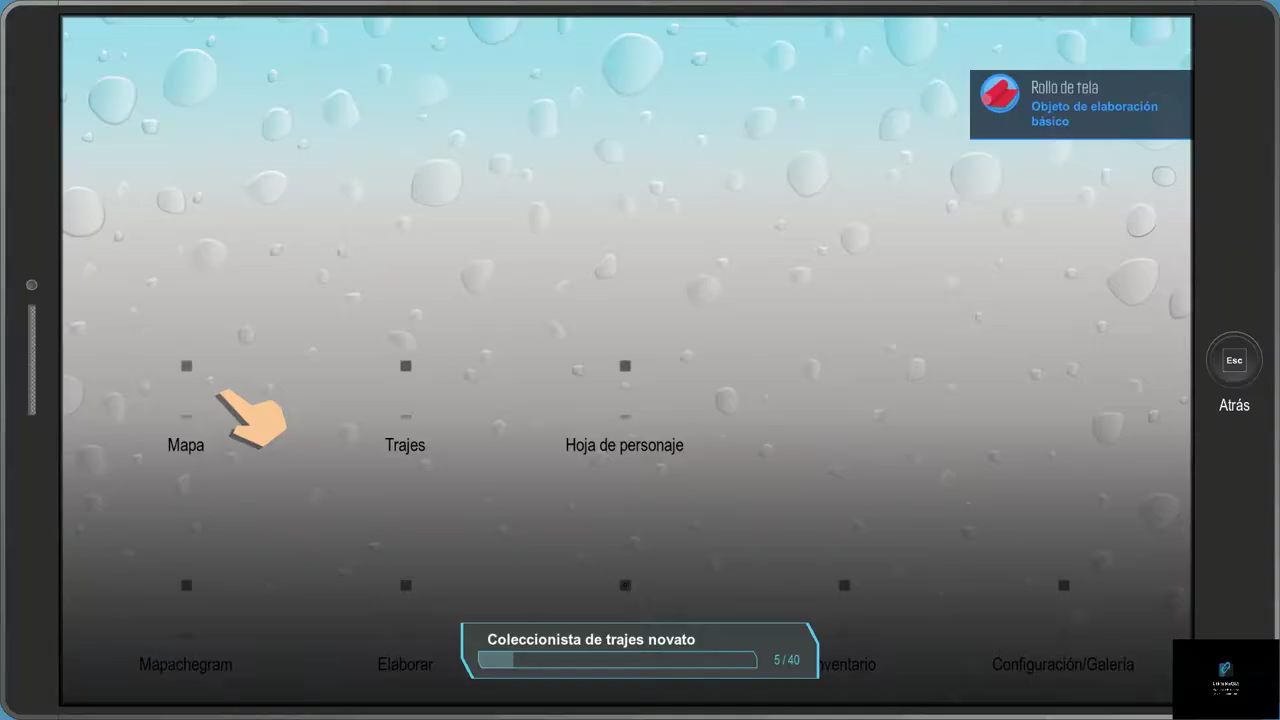 Rollo de tela
Objeto de elaboración
básico
Esc
Atrás
Mapa
Trajes
Hoja de personaje
Coleccionista de trajes novato
5/40
Mapachegram
Elaborar
nventario
Configuración/Galería